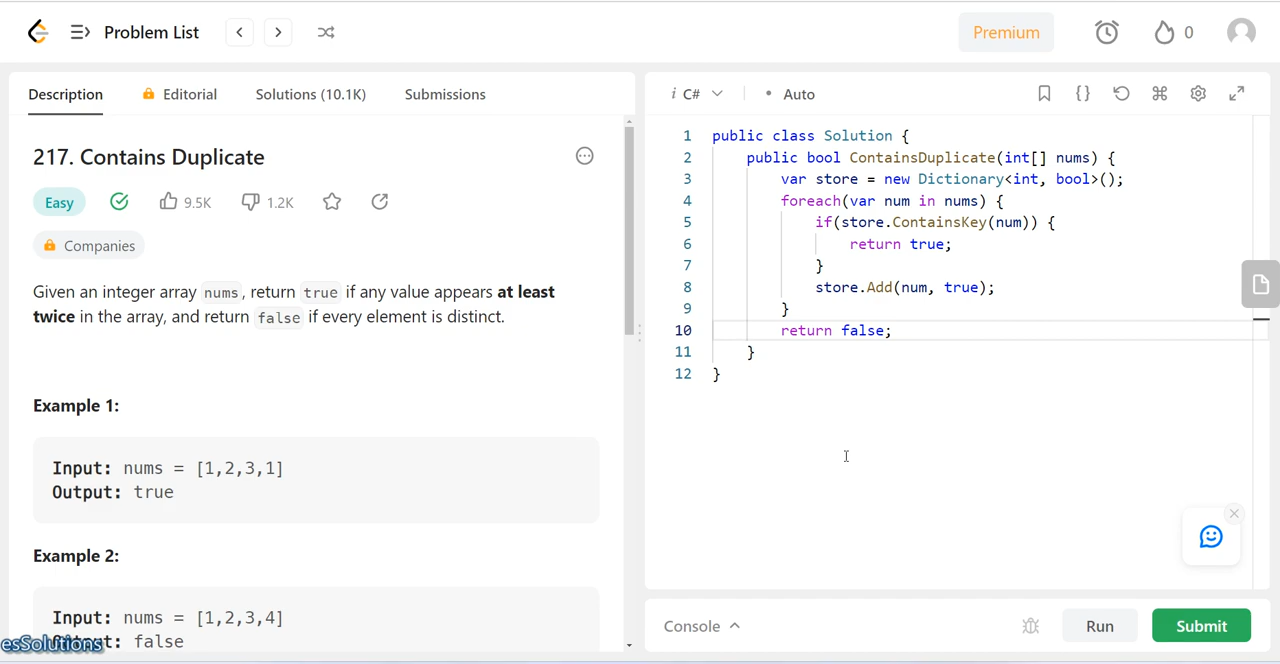 Problem List
Premium
0
Description
Editorial
Solutions (10.1K)
Submissions
217. Contains Duplicate
Easy
9.5K
1.2K
Companies
Given an integer array nums, return true if any value appears at least
twice in the array, and return false if every element is distinct.
Example 1:
Input: nums = [1,2,3,1]
Output: true
Example 2:
Input: nums = [1,2,3,4]
Output: false
esSolutions
i C#
• Auto
1 public class Solution {
2 public bool ContainsDuplicate(int[] nums) {
3 var store = new Dictionary<int, bool>();
4 foreach(var num in nums) {
5 if(store.ContainsKey(num)) {
6 return true;
7 }
8 store.Add(num, true);
9 }
10 return false;
11 }
12 }
Console
Run
Submit